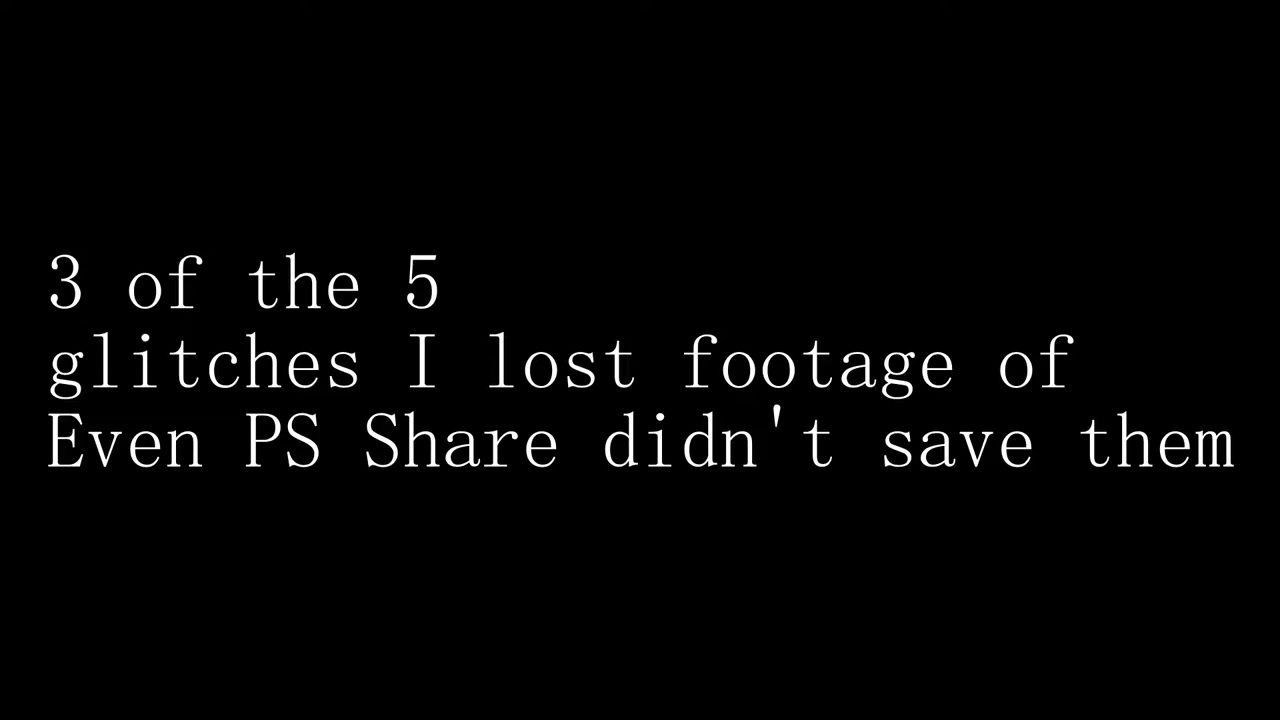 3 of the 5
glitches I lost footage of
Even PS Share didn't save them